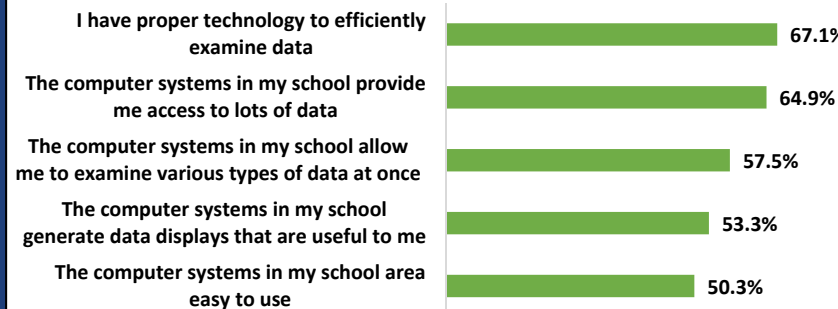 I have proper technology to efficiently
examine data
67.1%
The computer systems in my school provide
me access to lots of data
64.9%
The computer systems in my school allow
me to examine various types of data at once
57.5%
The computer systems in my school
generate data displays that are useful to me
53.3%
The computer systems in my school area
easy to use
50.3%